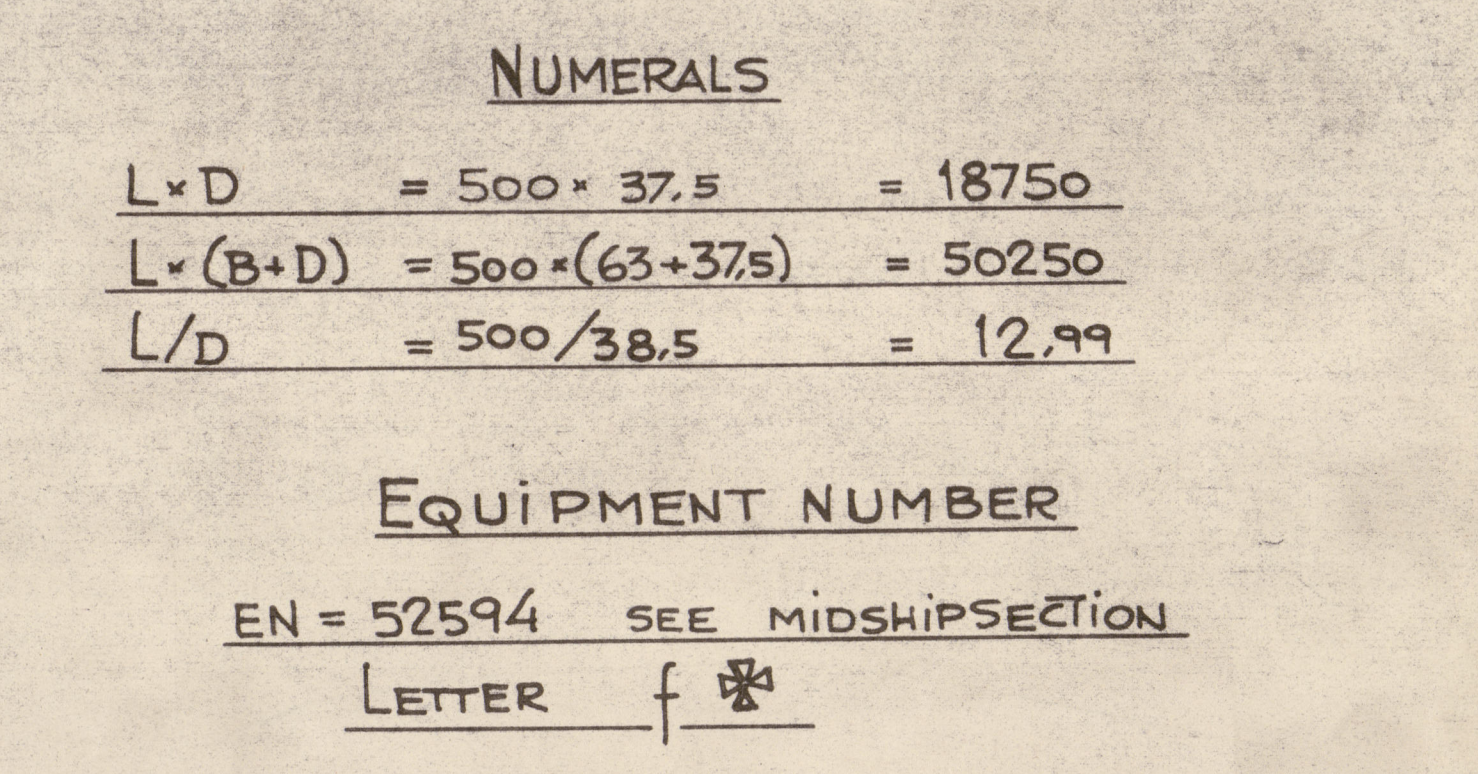 NUMERALS
L × D = 500 × 37,5 = 18750
L × (B+D) = 500 × (63+37,5) = 50250
L/D = 500/38,5 = 12,99
EQUiPMENT NUMBER
EN = 52594 SEE MiDSHiPSECTiON
LETTER f ✠